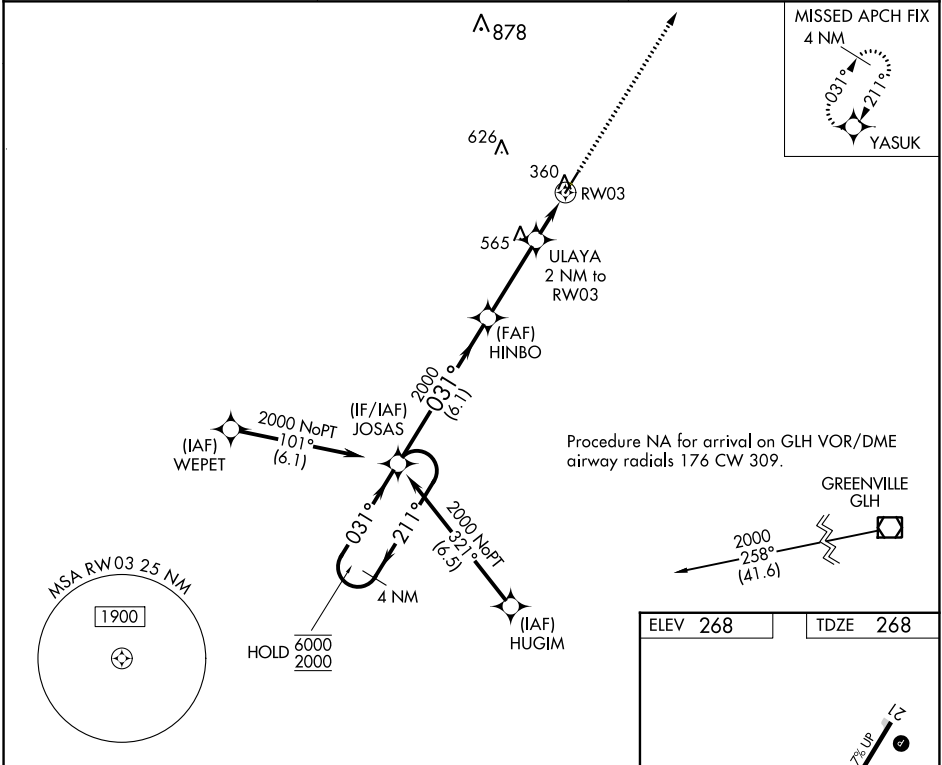 878
MISSED APCH FIX
4 NM
031°
211°
YASUK
626
360
RW03
565
ULAYA
2 NM to
RW03
(FAF)
HINBO
2000
031°
(6.1)
(IF/IAF)
JOSAS
2000 NoPT
101°
(6.1)
(IAF)
WEPET
Procedure NA for arrival on GLH VOR/DME
airway radials 176 CW 309.
GREENVILLE
GLH
2000
258°
(41.6)
031°
211°
2000 NoPT
321°
(6.5)
4 NM
(IAF)
HUGIM
HOLD 6000
2000
MSA RW03 25 NM
1900
ELEV 268
TDZE 268
21
7% UP
P